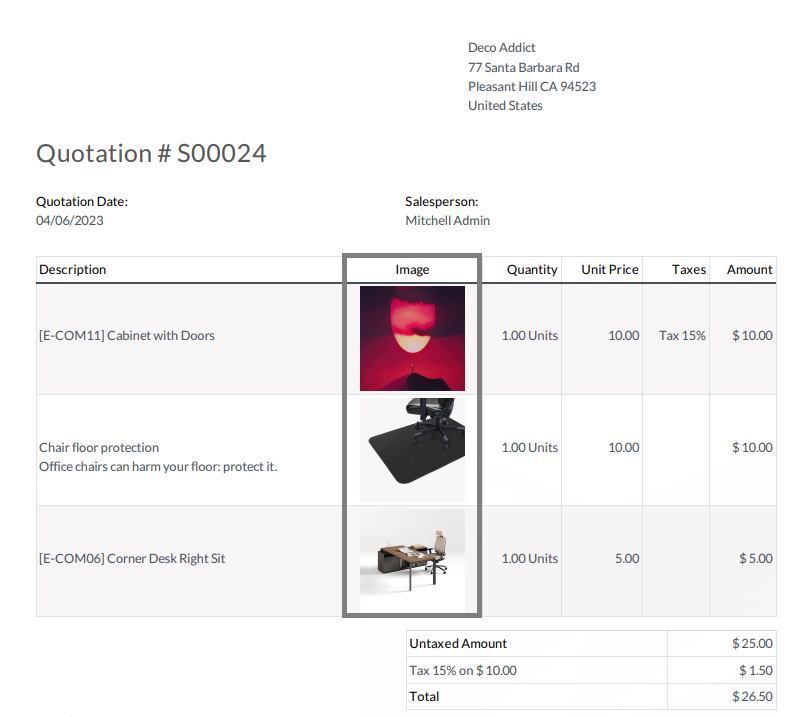 Deco Addict
77 Santa Barbara Rd
Pleasant Hill CA 94523
United States
Quotation # S00024
Quotation Date: Salesperson:
04/06/2023 Mitchell Admin
Description Image Quantity Unit Price Taxes Amount
[E-COM11] Cabinet with Doors 1.00 Units 10.00 Tax 15% $ 10.00
Chair floor protection 1.00 Units 10.00 $ 10.00
Office chairs can harm your floor: protect it.
[E-COM06] Corner Desk Right Sit 1.00 Units 5.00 $ 5.00
Untaxed Amount $ 25.00
Tax 15% on $ 10.00 $ 1.50
Total $ 26.50